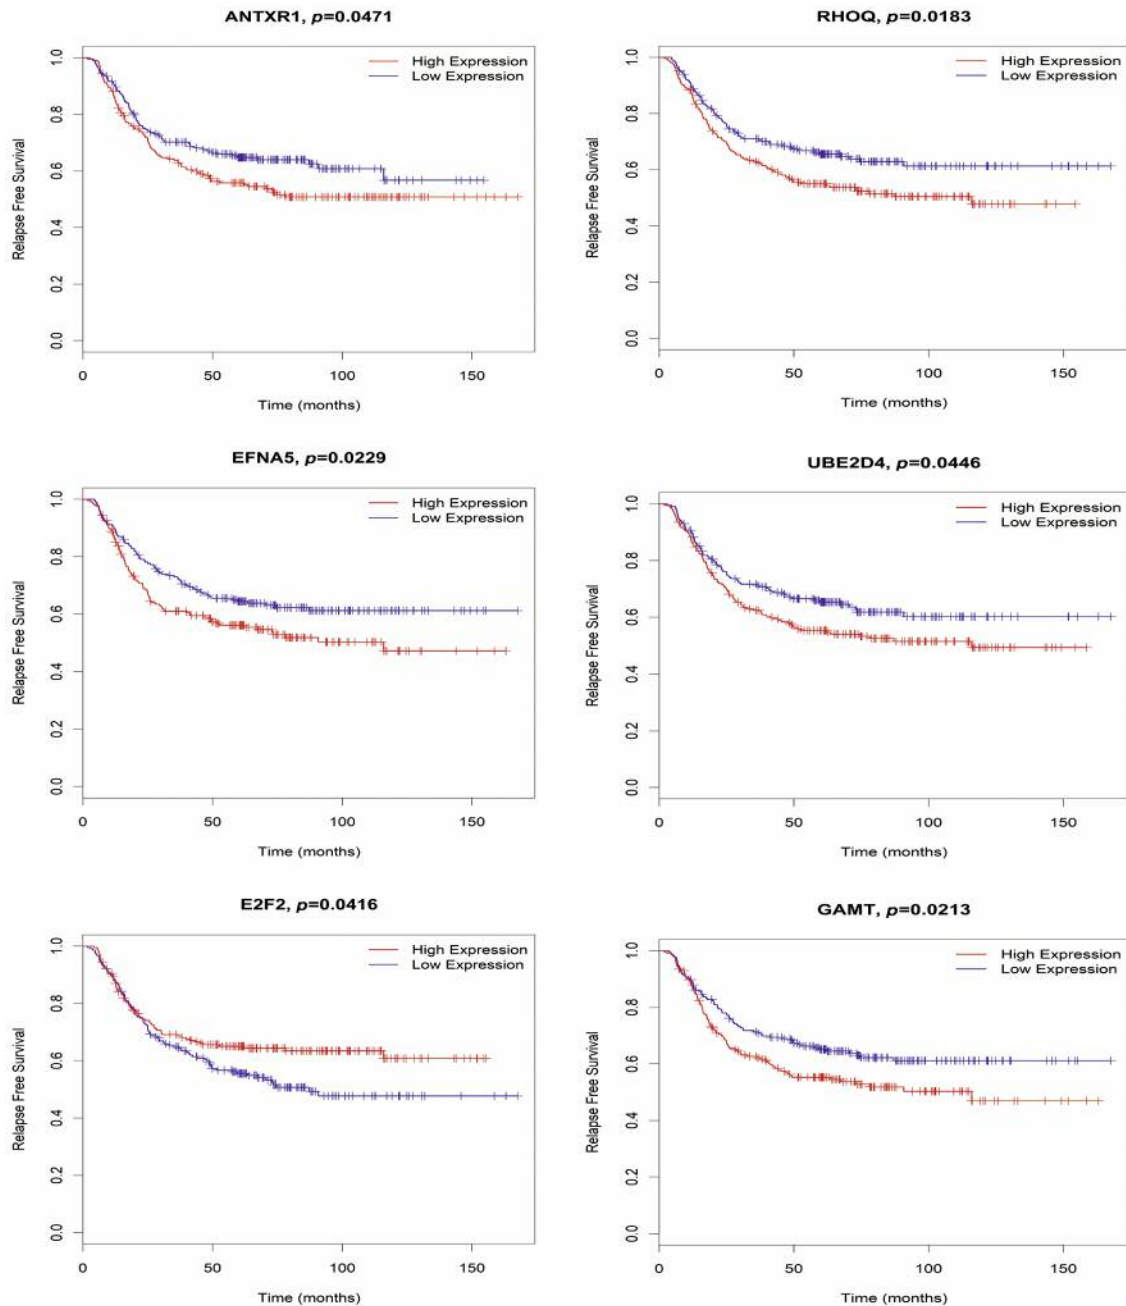 ANTXR1, p=0.0471
High Expression
Low Expression
Relapse Free Survival
1.0
0.8
0.6
0.4
0.2
0.0
0 50 100 150
Time (months)
RHOQ, p=0.0183
High Expression
Low Expression
Relapse Free Survival
1.0
0.8
0.6
0.4
0.2
0.0
0 50 100 150
Time (months)
EFNA5, p=0.0229
High Expression
Low Expression
Relapse Free Survival
1.0
0.8
0.6
0.4
0.2
0.0
0 50 100 150
Time (months)
UBE2D4, p=0.0446
High Expression
Low Expression
Relapse Free Survival
1.0
0.8
0.6
0.4
0.2
0.0
0 50 100 150
Time (months)
E2F2, p=0.0416
High Expression
Low Expression
Relapse Free Survival
1.0
0.8
0.6
0.4
0.2
0.0
0 50 100 150
Time (months)
GAMT, p=0.0213
High Expression
Low Expression
Relapse Free Survival
1.0
0.8
0.6
0.4
0.2
0.0
0 50 100 150
Time (months)